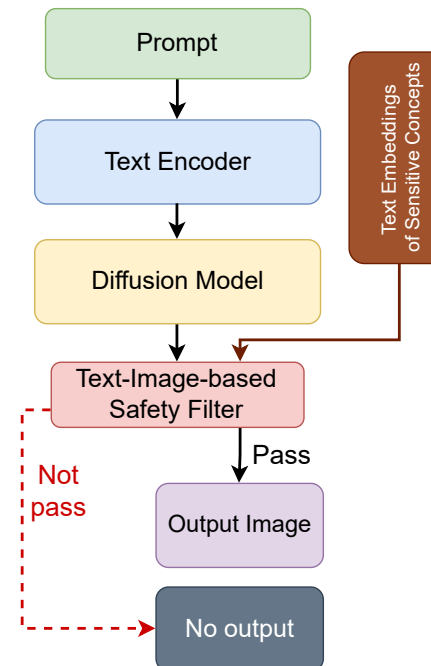 Prompt
Text Encoder
Text Embeddings
of Sensitive Concepts
Diffusion Model
Text-Image-based
Safety Filter
Pass
Not
pass
Output Image
No output